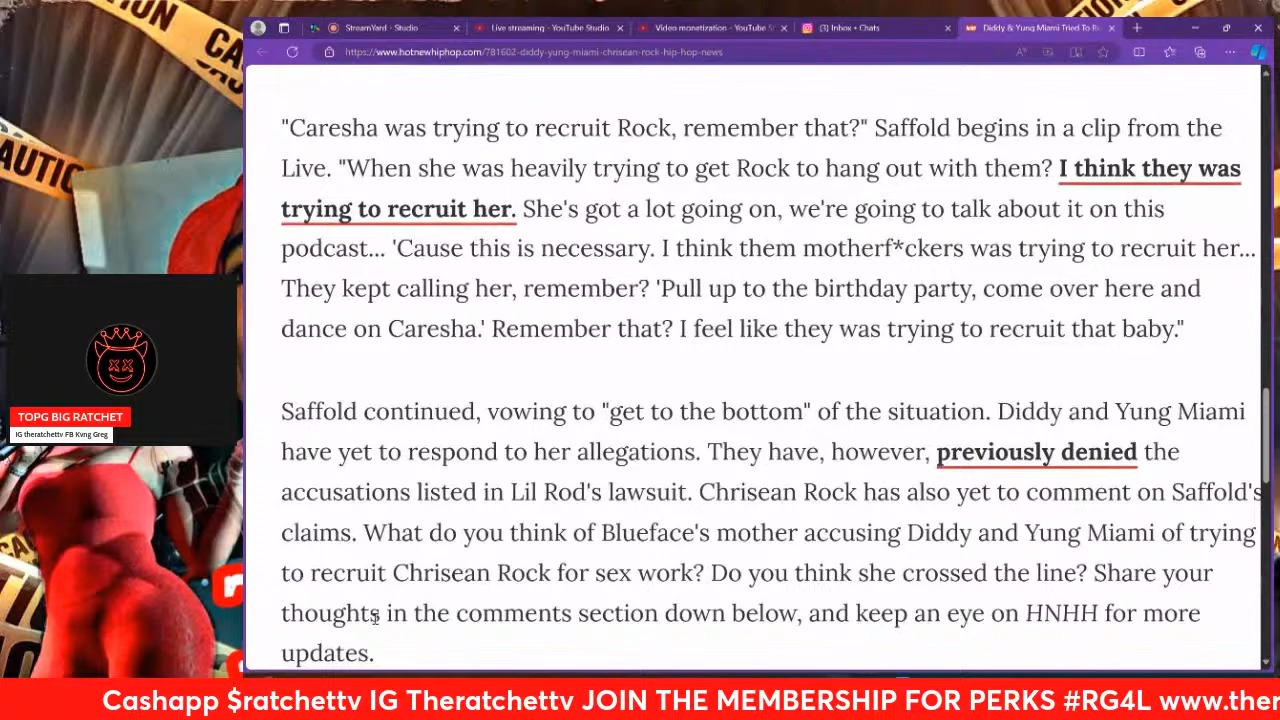 CAUTION
CAU
AUTIO
StreamYard - Studio
Live streaming - YouTube Studio
Video monetization - YouTube S
(3) Inbox • Chats
Diddy & Yung Miami Tried To R
https://www.hotnewhiphop.com/781602-diddy-yung-miami-chrisean-rock-hip-hop-news
"Caresha was trying to recruit Rock, remember that?" Saffold begins in a clip from the
Live. "When she was heavily trying to get Rock to hang out with them? I think they was
trying to recruit her. She's got a lot going on, we're going to talk about it on this
podcast... 'Cause this is necessary. I think them motherf*ckers was trying to recruit her...
They kept calling her, remember? 'Pull up to the birthday party, come over here and
dance on Caresha.' Remember that? I feel like they was trying to recruit that baby."
Saffold continued, vowing to "get to the bottom" of the situation. Diddy and Yung Miami
have yet to respond to her allegations. They have, however, previously denied the
accusations listed in Lil Rod's lawsuit. Chrisean Rock has also yet to comment on Saffold's
claims. What do you think of Blueface's mother accusing Diddy and Yung Miami of trying
to recruit Chrisean Rock for sex work? Do you think she crossed the line? Share your
thoughts in the comments section down below, and keep an eye on HNHH for more
updates.
TOPG BIG RATCHET
IG theratchettv FB Kvng Greg
Cashapp $ratchettv IG Theratchettv JOIN THE MEMBERSHIP FOR PERKS #RG4L www.ther